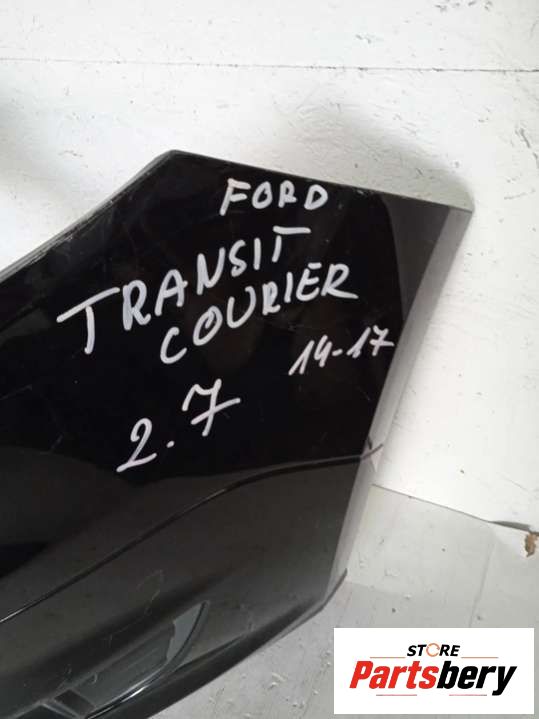 FORD
TRANSIT
COURIER
14-17
2.7
STORE
Partsbery